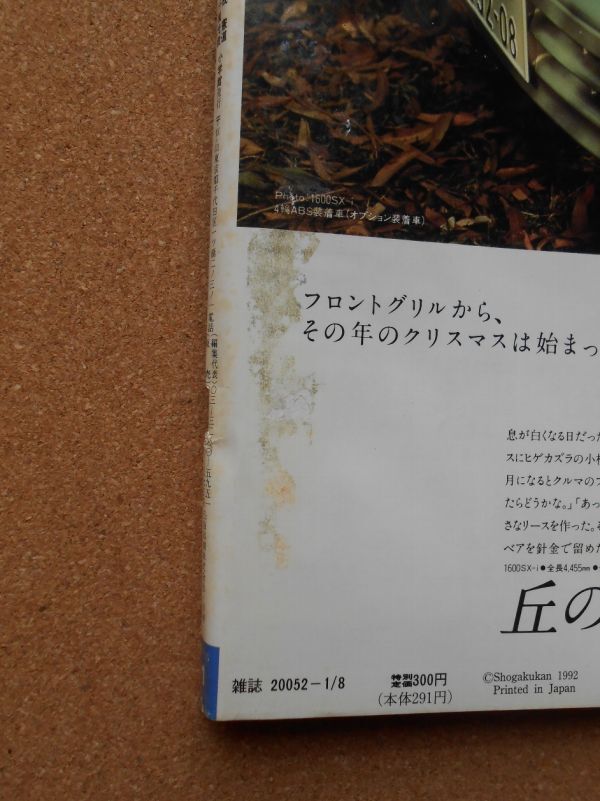 32-08
Photo：1600SX-i
4輪ABS装着車（オプション装着車）
フロントグリルから、
その年のクリスマスは始まっ
息が白くなる日だった
スにヒゲカズラの小枝
月になるとクルマのフ
たらどうかな。」「あっ
さなリースを作った。
ベアを針金で留めた
1600SX-i●全長4,455mm●
丘の
雑誌 20052－1/8
特別定価300円
（本体291円）
©Shogakukan 1992
Printed in Japan